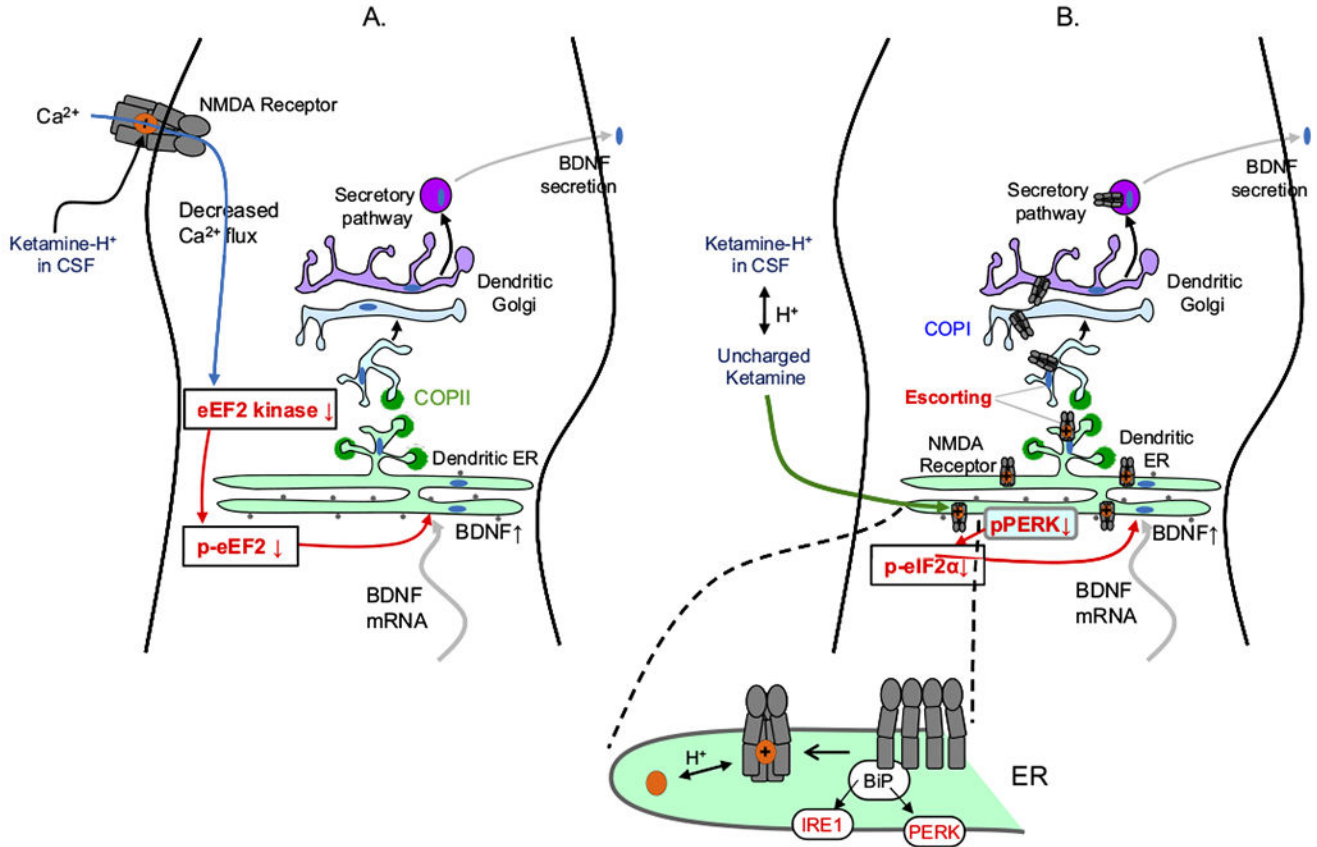 A.
Ca²⁺
NMDA Receptor
Ketamine-H⁺
in CSF
Decreased
Ca²⁺ flux
BDNF
secretion
Secretory
pathway
Dendritic
Golgi
COPII
eEF2 kinase ↓
Dendritic ER
p-eEF2 ↓
BDNF↑
BDNF
mRNA
B.
BDNF
secretion
Secretory
pathway
Ketamine-H⁺
in CSF
H⁺
Uncharged
Ketamine
Dendritic
Golgi
COPI
Escorting
NMDA
Receptor
Dendritic
ER
+
+
+
+
+
pPERK↓
BDNF↑
p-eIF2α↓
BDNF
mRNA
H⁺
+
BiP
ER
IRE1
PERK